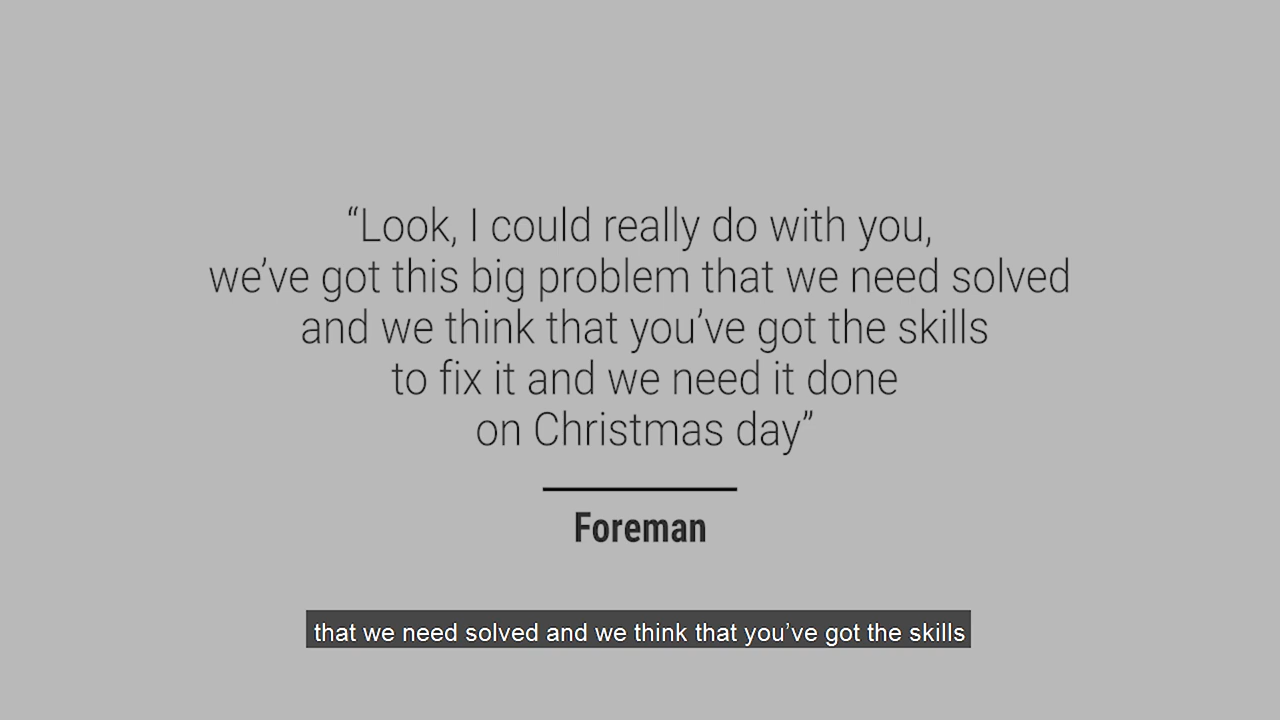 “Look, I could really do with you,
we’ve got this big problem that we need solved
and we think that you’ve got the skills
to fix it and we need it done
on Christmas day”
Foreman
that we need solved and we think that you’ve got the skills